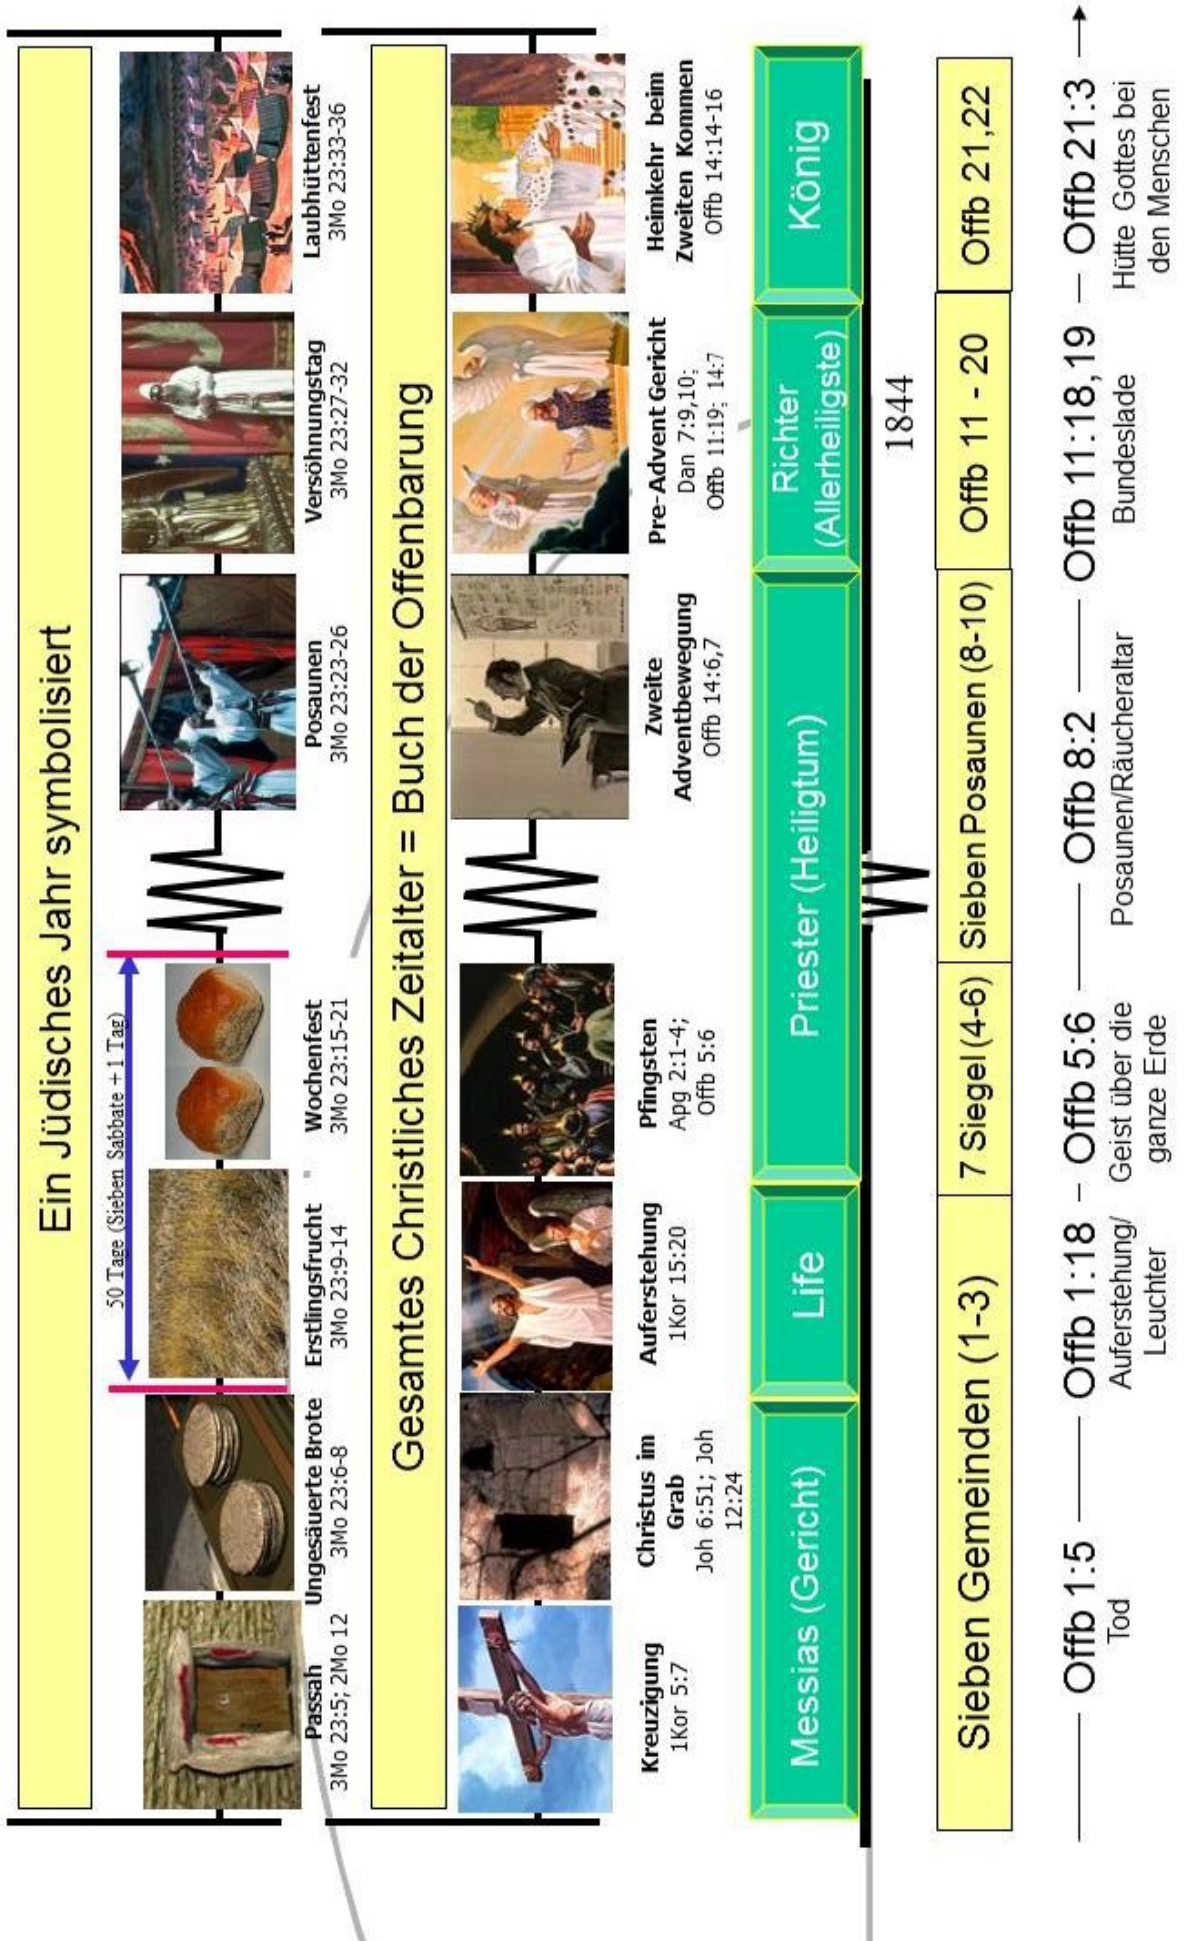 Ein Jüdisches Jahr symbolisiert
50 Tage (Sieben Sabbate + 1 Tag)
Passah
3Mo 23:5; 2Mo 12
Ungesäuerte Brote
3Mo 23:6-8
Erstlingsfrucht
3Mo 23:9-14
Wochenfest
3Mo 23:15-21
Posaunen
3Mo 23:23-26
Versöhnungstag
3Mo 23:27-32
Laubhüttenfest
3Mo 23:33-36
Gesamtes Christliches Zeitalter = Buch der Offenbarung
Kreuzigung
1Kor 5:7
Christus im
Grab
Joh 6:51; Joh
12:24
Auferstehung
1Kor 15:20
Pfingsten
Apg 2:1-4;
Offb 5:6
Zweite
Adventbewegung
Offb 14:6,7
Pre-Advent Gericht
Dan 7:9,10;
Offb 11:19; 14:7
Heimkehr beim
Zweiten Kommen
Offb 14:14-16
Messias (Gericht)
Life
Priester (Heiligtum)
Richter
(Allerheiligste)
König
1844
Sieben Gemeinden (1-3)
7 Siegel (4-6)
Sieben Posaunen (8-10)
Offb 11 - 20
Offb 21,22
Offb 1:5
Tod
Offb 1:18
Auferstehung/
Leuchter
Offb 5:6
Geist über die
ganze Erde
Offb 8:2
Posaunen/Räucheraltar
Offb 11:18,19
Bundeslade
Offb 21:3
Hütte Gottes bei
den Menschen